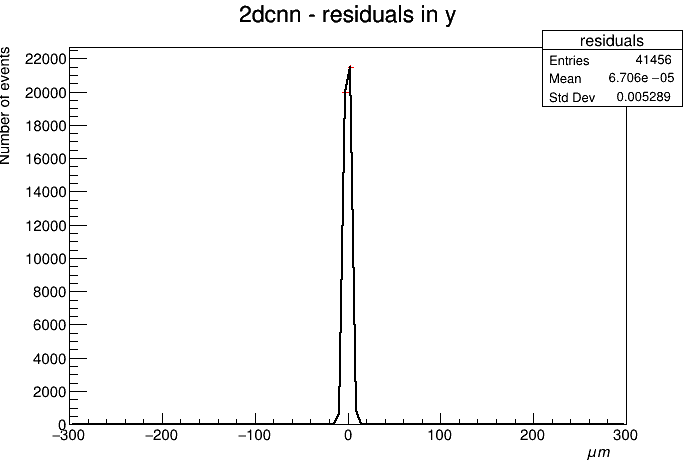 2dcnn - residuals in y
residuals
Entries 41456
Mean 6.706e−05
Std Dev 0.005289
Number of events
22000
20000
18000
16000
14000
12000
10000
8000
6000
4000
2000
0
−300 −200 −100 0 100 200 300
μm